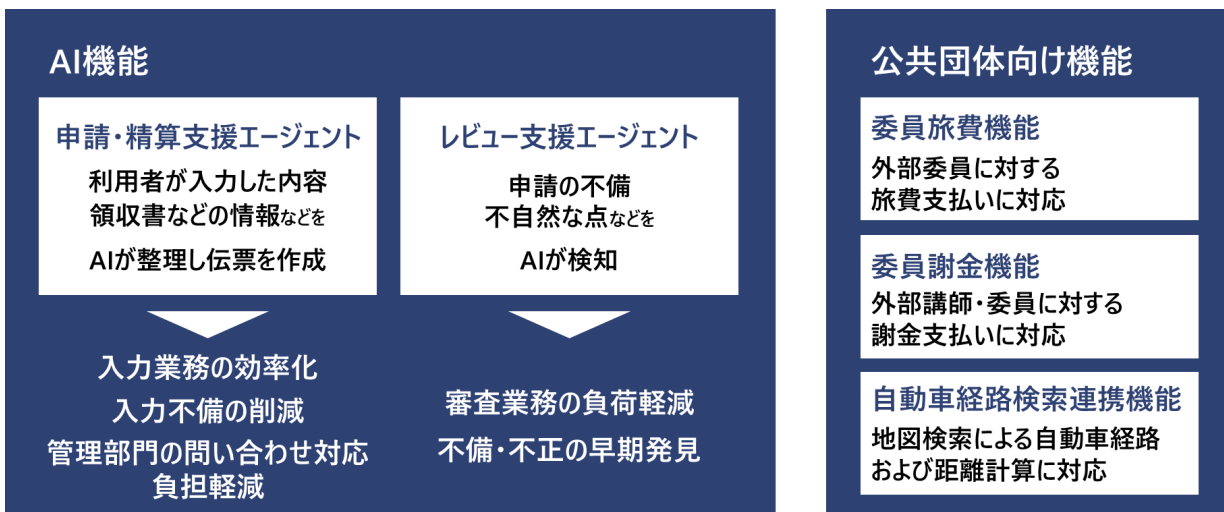 AI機能
申請・精算支援エージェント
利用者が入力した内容
領収書などの情報などを
AIが整理し伝票を作成
入力業務の効率化
入力不備の削減
管理部門の問い合わせ対応
負担軽減
レビュー支援エージェント
申請の不備
不自然な点などを
AIが検知
審査業務の負荷軽減
不備・不正の早期発見
公共団体向け機能
委員旅費機能
外部委員に対する
旅費支払いに対応
委員謝金機能
外部講師・委員に対する
謝金支払いに対応
自動車経路検索連携機能
地図検索による自動車経路
および距離計算に対応